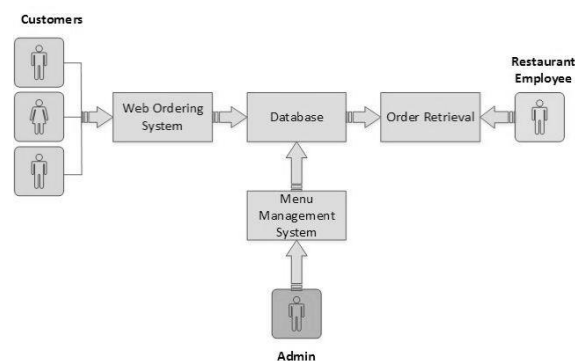 Customers
Restaurant
Employee
Web Ordering
System
Database
Order Retrieval
Menu
Management
System
Admin